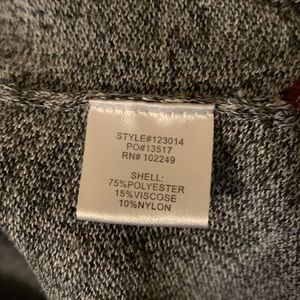 STYLE#123014
PO#13517
RN# 102249
SHELL:
75%POLYESTER
15%VISCOSE
10%NYLON